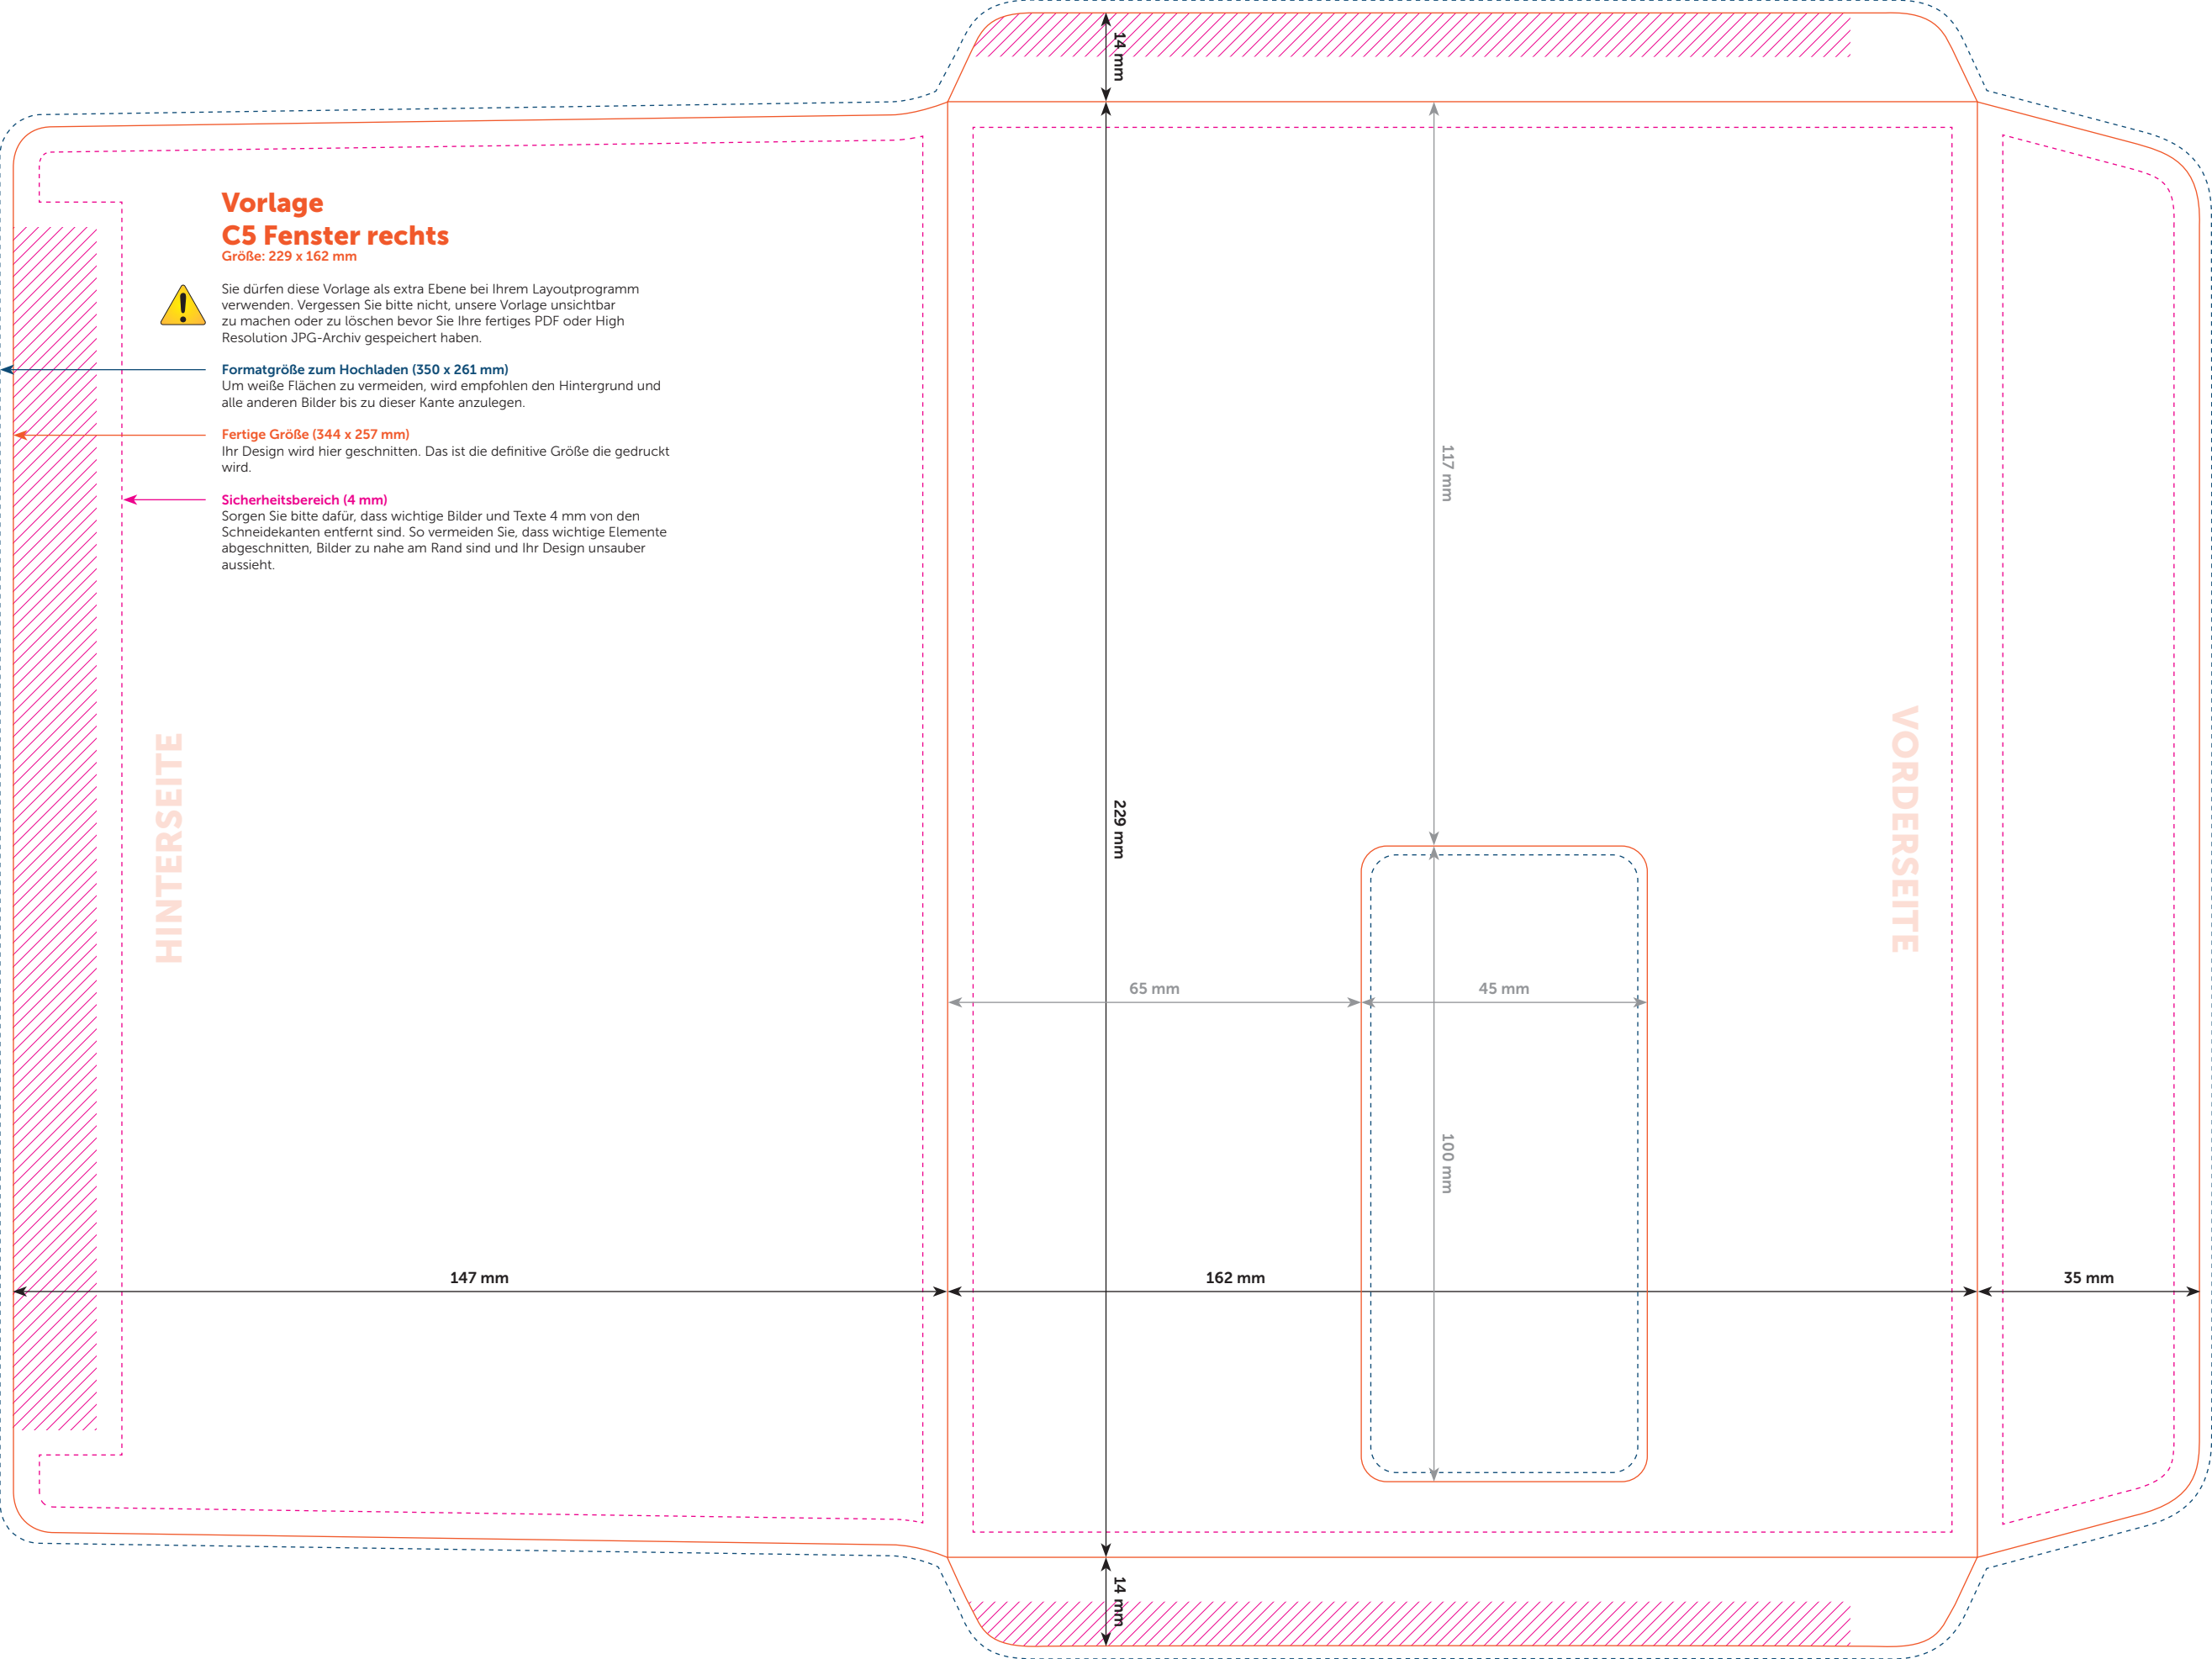 Vorlage
C5 Fenster rechts
Größe: 229 x 162 mm
Sie dürfen diese Vorlage als extra Ebene bei Ihrem Layoutprogramm
verwenden. Vergessen Sie bitte nicht, unsere Vorlage unsichtbar
zu machen oder zu löschen bevor Sie Ihre fertiges PDF oder High
Resolution JPG-Archiv gespeichert haben.
Formatgröße zum Hochladen (350 x 261 mm)
Um weiße Flächen zu vermeiden, wird empfohlen den Hintergrund und
alle anderen Bilder bis zu dieser Kante anzulegen.
Fertige Größe (344 x 257 mm)
Ihr Design wird hier geschnitten. Das ist die definitive Größe die gedruckt
wird.
Sicherheitsbereich (4 mm)
Sorgen Sie bitte dafür, dass wichtige Bilder und Texte 4 mm von den
Schneidekanten entfernt sind. So vermeiden Sie, dass wichtige Elemente
abgeschnitten, Bilder zu nahe am Rand sind und Ihr Design unsauber
aussieht.
HINTERSEITE
147 mm
14 mm
229 mm
117 mm
65 mm
45 mm
100 mm
162 mm
14 mm
VORDERSEITE
35 mm